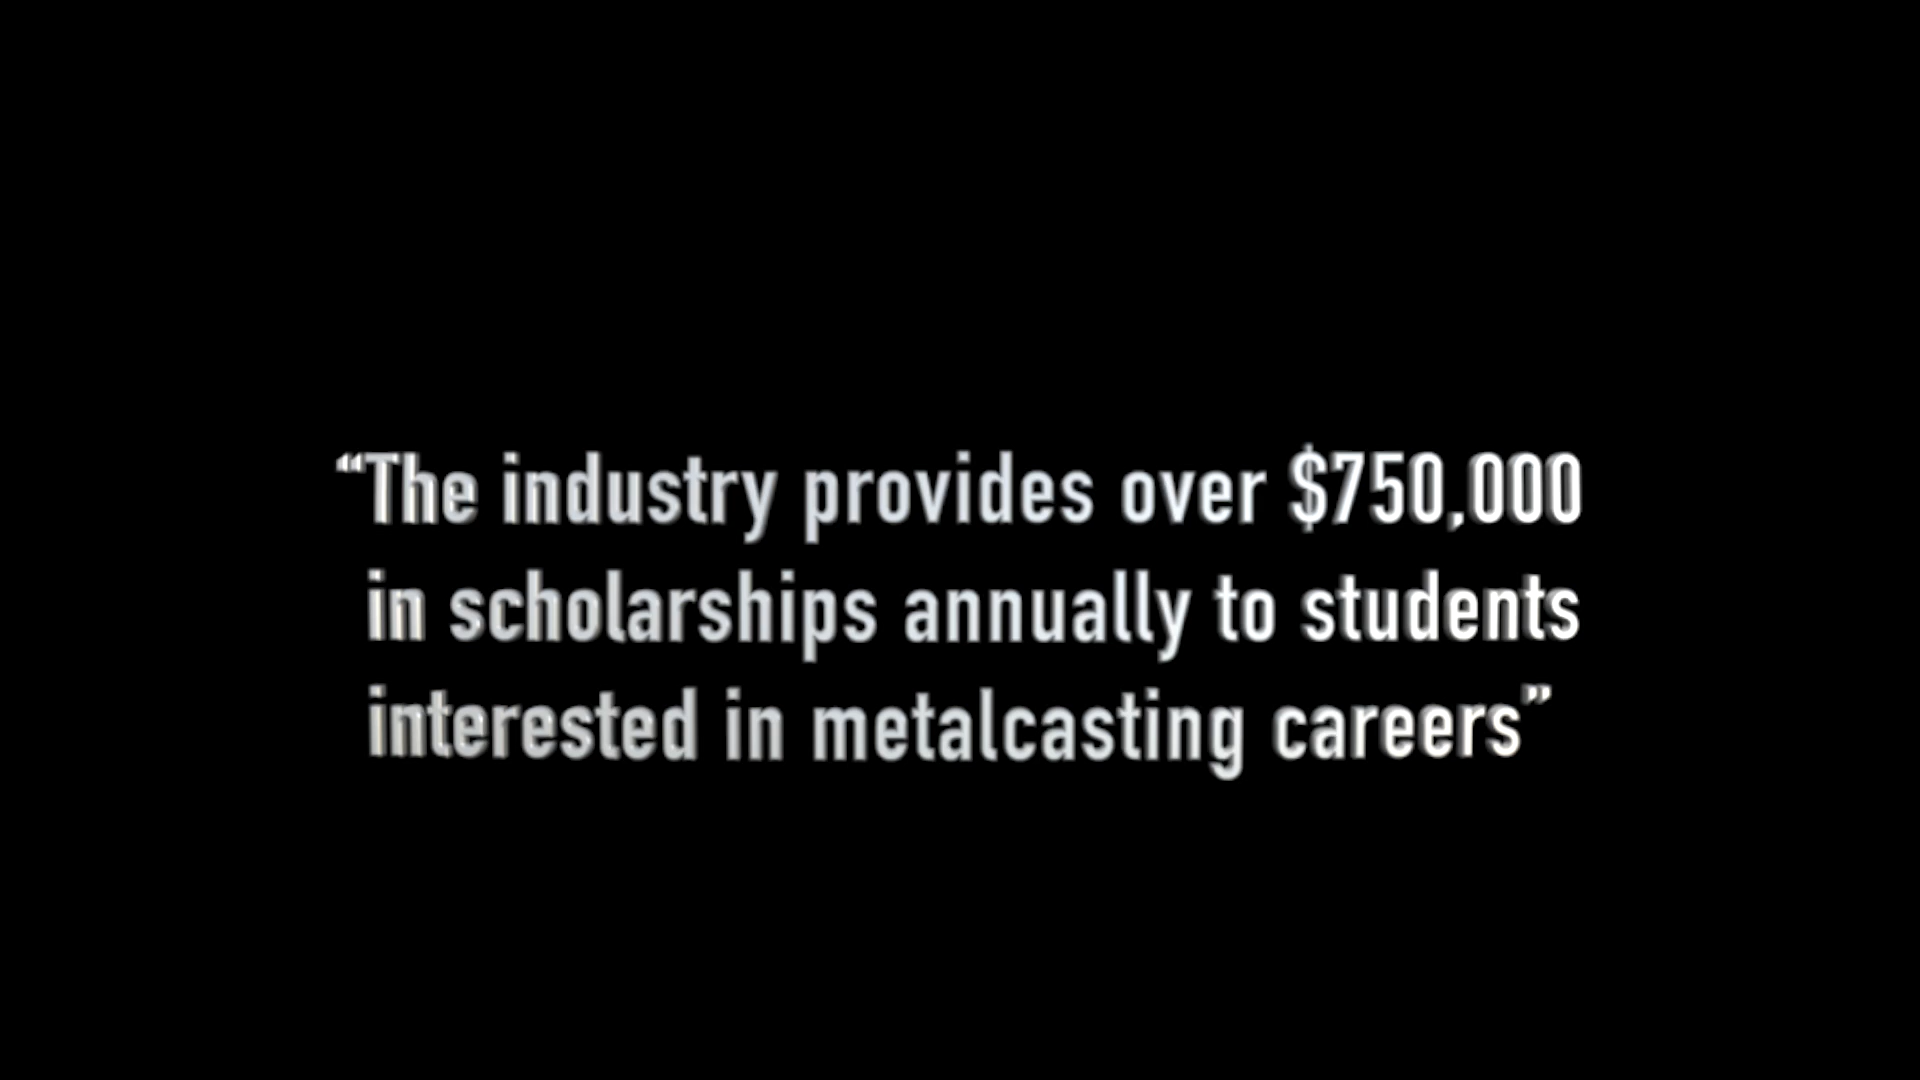 “The industry provides over $750,000
in scholarships annually to students
interested in metalcasting careers”